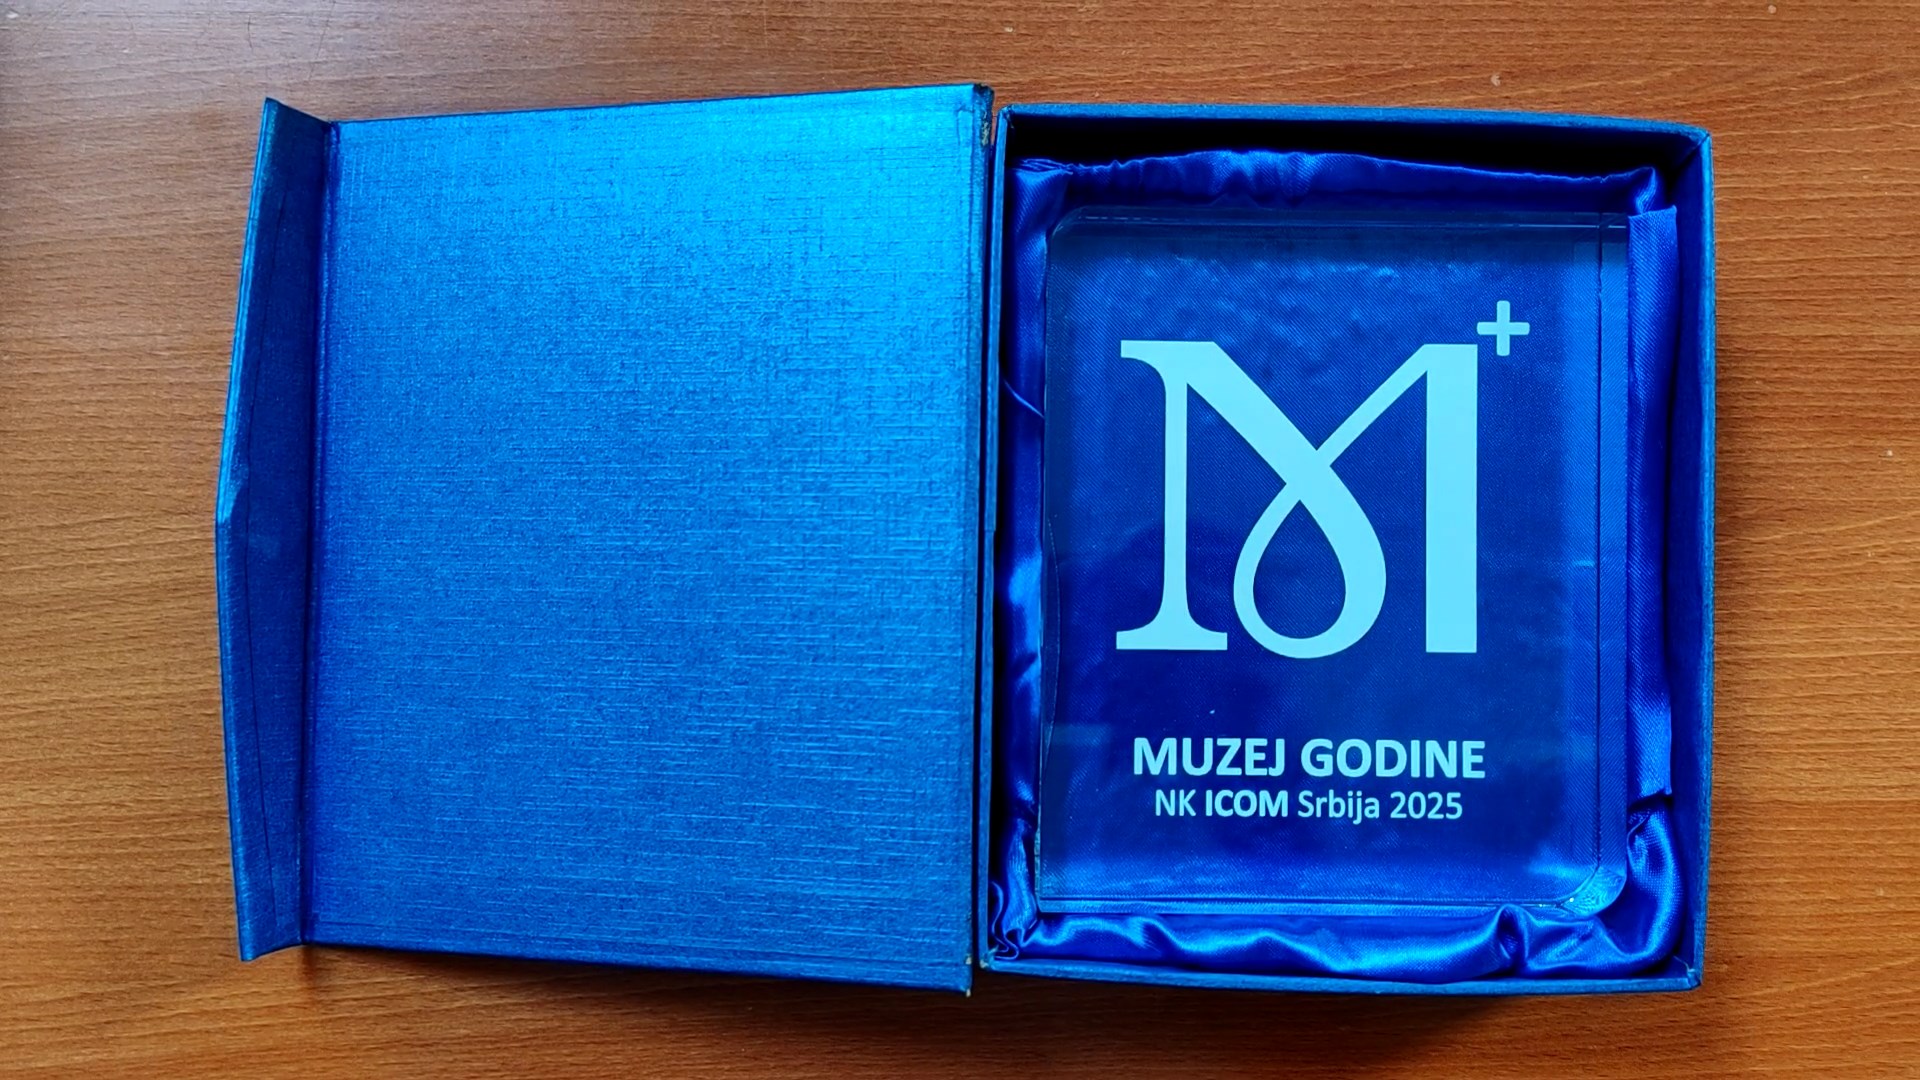 M+
MUZEJ GODINE
NK ICOM Srbija 2025